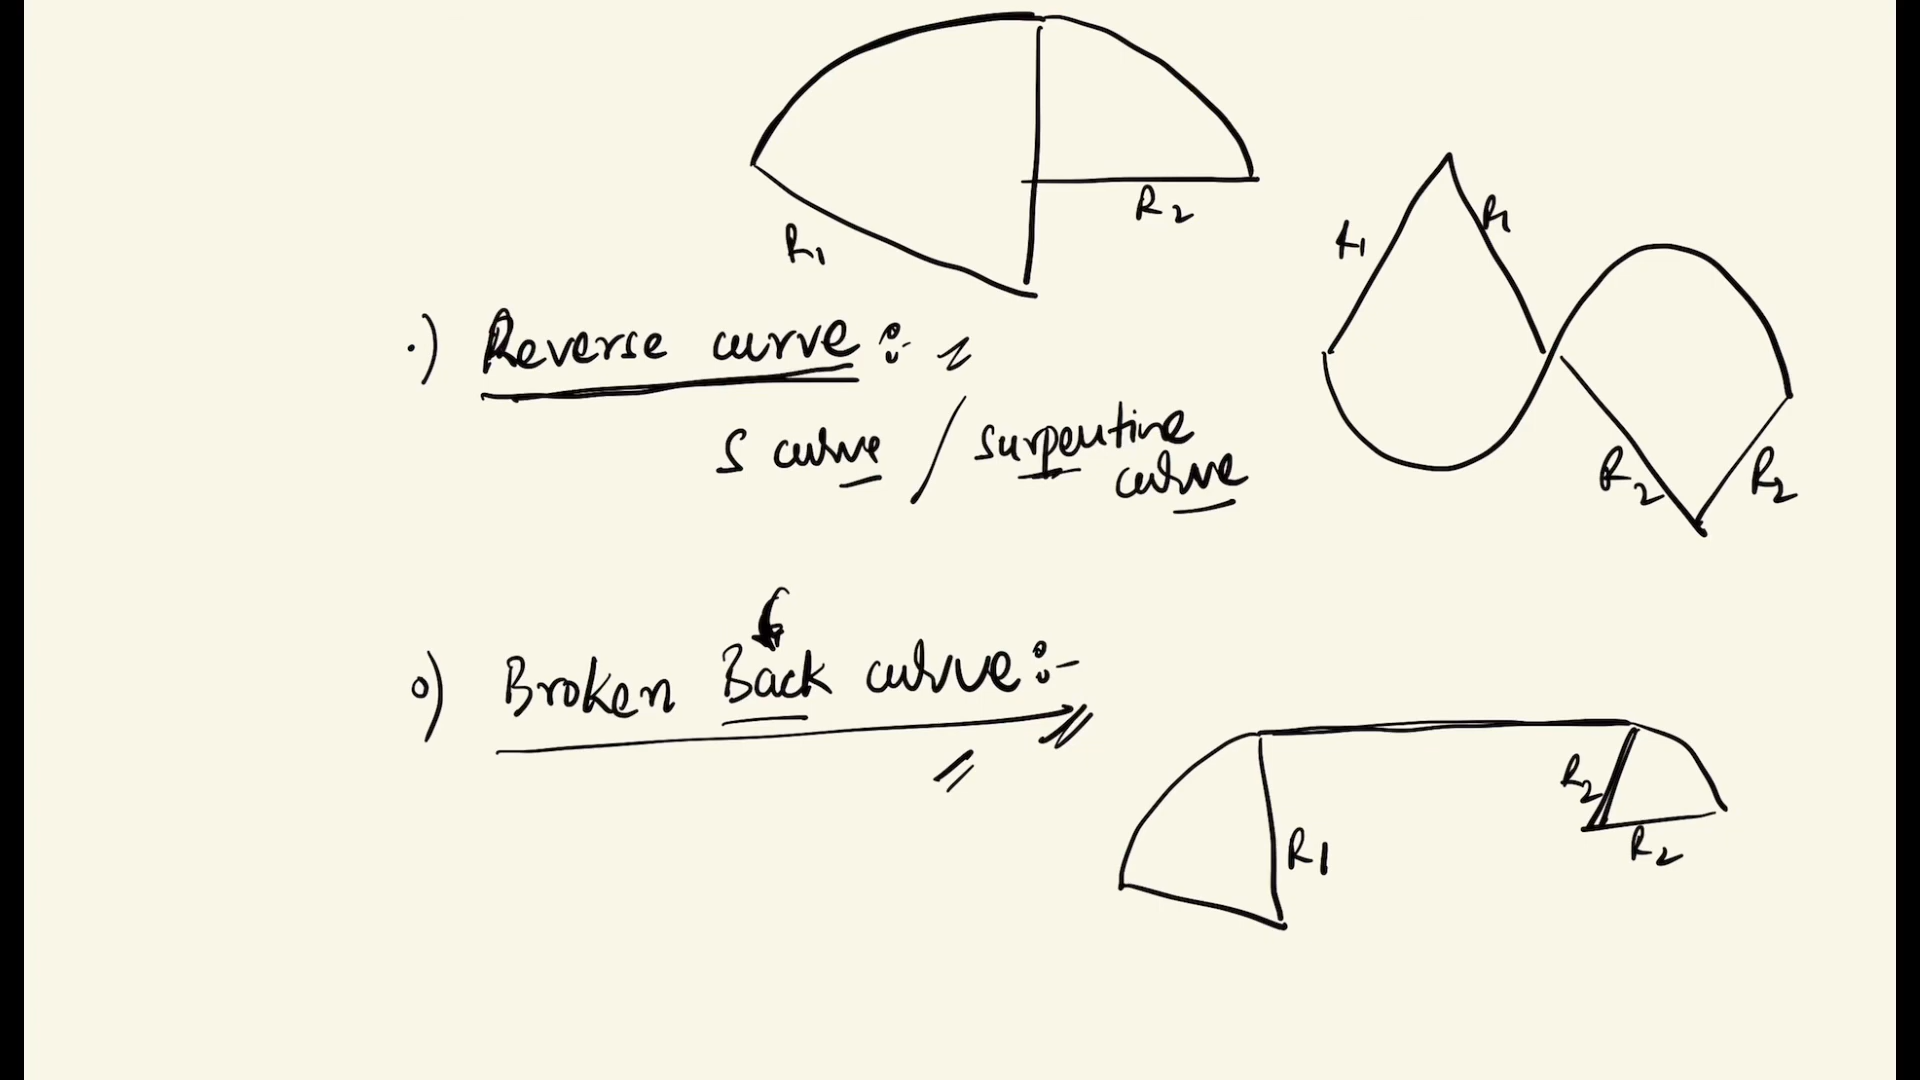 R2
R1
R1
R1
.) Reverse curve :-
S curve / Surpentine
curve
R2
R2
o) Broken Back curve :-
R2
R1
R2